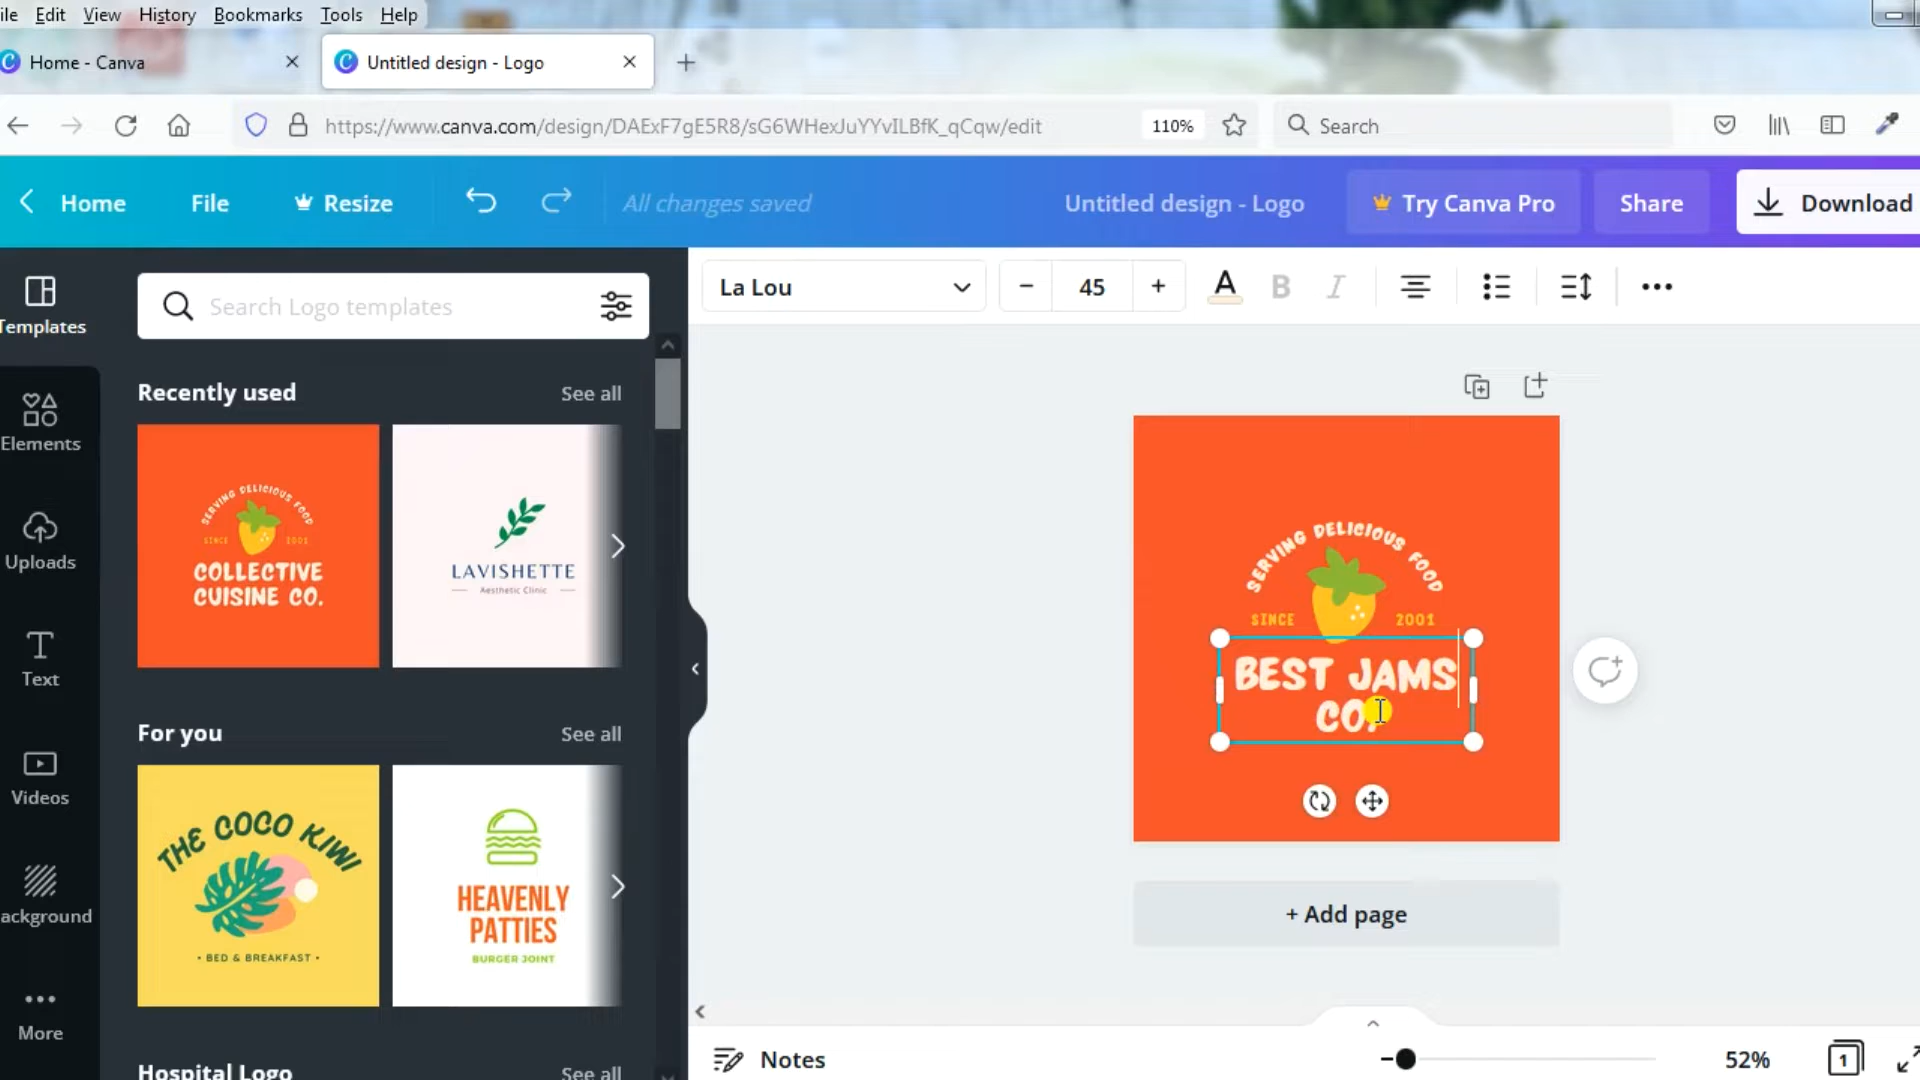 ile Edit View History Bookmarks Tools Help
Home - Canva
Untitled design - Logo
https://www.canva.com/design/DAExF7gE5R8/sG6WHexJuYYvILBfK_qCqw/edit
110%
Search
Home
File
Resize
All changes saved
Untitled design - Logo
Try Canva Pro
Share
Download
Templates
Elements
Uploads
Text
Videos
ackground
More
Search Logo templates
Recently used
See all
SERVING DELICIOUS FOOD
SINCE 2001
COLLECTIVE
CUISINE CO.
LAVISHETTE
Aesthetic Clinic
For you
See all
THE COCO KIWI
• BED & BREAKFAST •
HEAVENLY
PATTIES
BURGER JOINT
Hospital Logo
See all
La Lou
45
A B I
SERVING DELICIOUS FOOD
SINCE 2001
BEST JAMS
CO.
+ Add page
Notes
52%
1